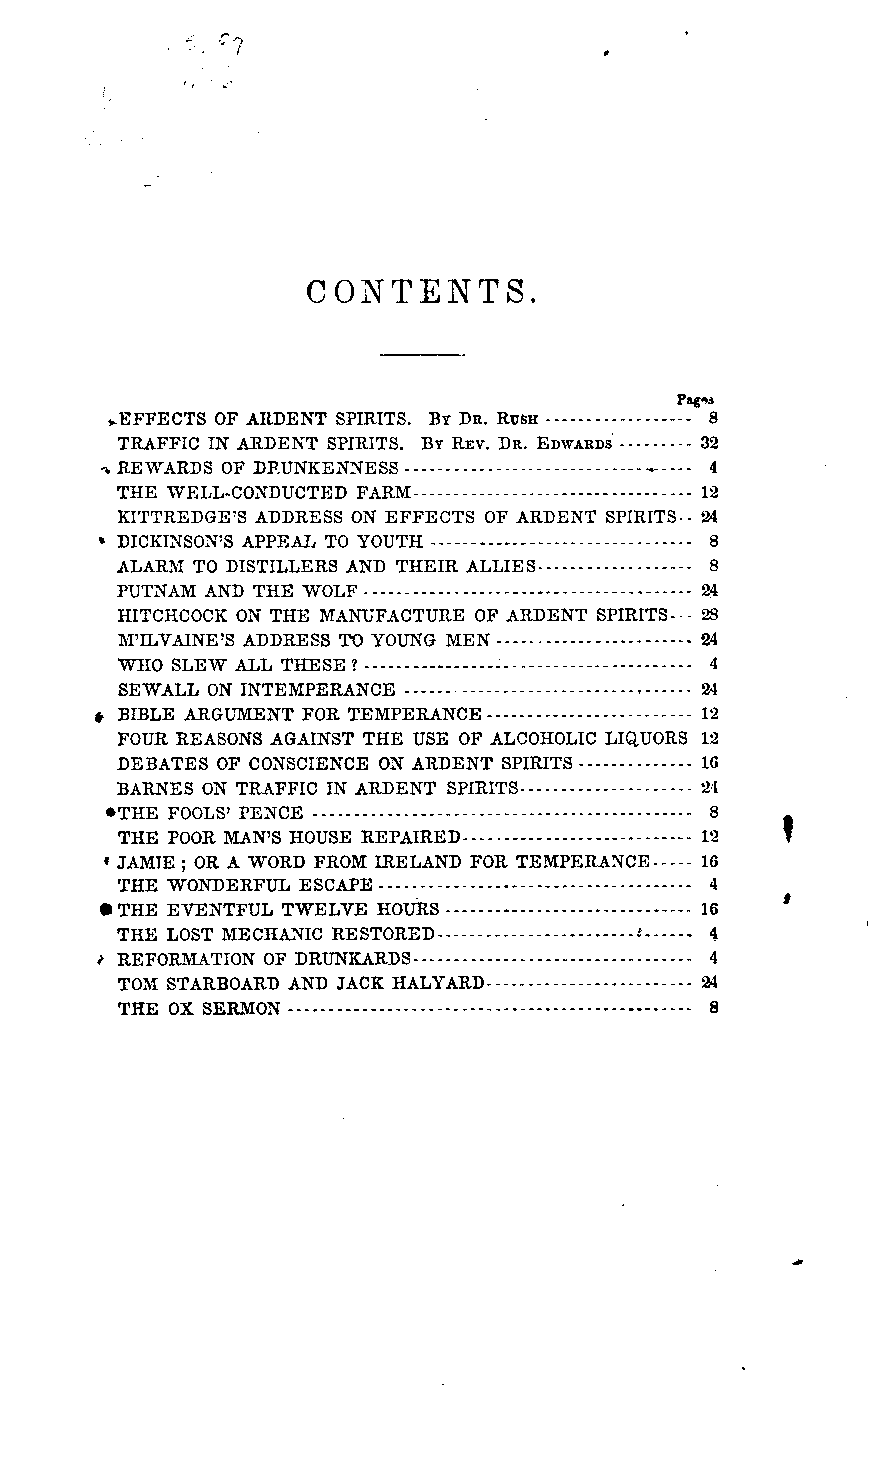 CONTENTS.
Pages
EFFECTS OF ARDENT SPIRITS. By Dr. Rush ------------------ 8
TRAFFIC IN ARDENT SPIRITS. By Rev. Dr. Edwards --------- 32
REWARDS OF DRUNKENNESS ----------------------------------- 4
THE WELL-CONDUCTED FARM ---------------------------------- 12
KITTREDGE'S ADDRESS ON EFFECTS OF ARDENT SPIRITS -- 24
DICKINSON'S APPEAL TO YOUTH -------------------------------- 8
ALARM TO DISTILLERS AND THEIR ALLIES ------------------- 8
PUTNAM AND THE WOLF ---------------------------------------- 24
HITCHCOCK ON THE MANUFACTURE OF ARDENT SPIRITS --- 28
M'ILVAINE'S ADDRESS TO YOUNG MEN ------------------------ 24
WHO SLEW ALL THESE? ---------------------------------------- 4
SEWALL ON INTEMPERANCE ----------------------------------- 24
BIBLE ARGUMENT FOR TEMPERANCE ------------------------- 12
FOUR REASONS AGAINST THE USE OF ALCOHOLIC LIQUORS 12
DEBATES OF CONSCIENCE ON ARDENT SPIRITS -------------- 16
BARNES ON TRAFFIC IN ARDENT SPIRITS --------------------- 24
THE FOOLS' PENCE ---------------------------------------------- 8
THE POOR MAN'S HOUSE REPAIRED ---------------------------- 12
JAMIE; OR A WORD FROM IRELAND FOR TEMPERANCE ----- 16
THE WONDERFUL ESCAPE -------------------------------------- 4
THE EVENTFUL TWELVE HOURS ------------------------------ 16
THE LOST MECHANIC RESTORED ------------------------------- 4
REFORMATION OF DRUNKARDS ---------------------------------- 4
TOM STARBOARD AND JACK HALYARD ------------------------- 24
THE OX SERMON ------------------------------------------------- 8